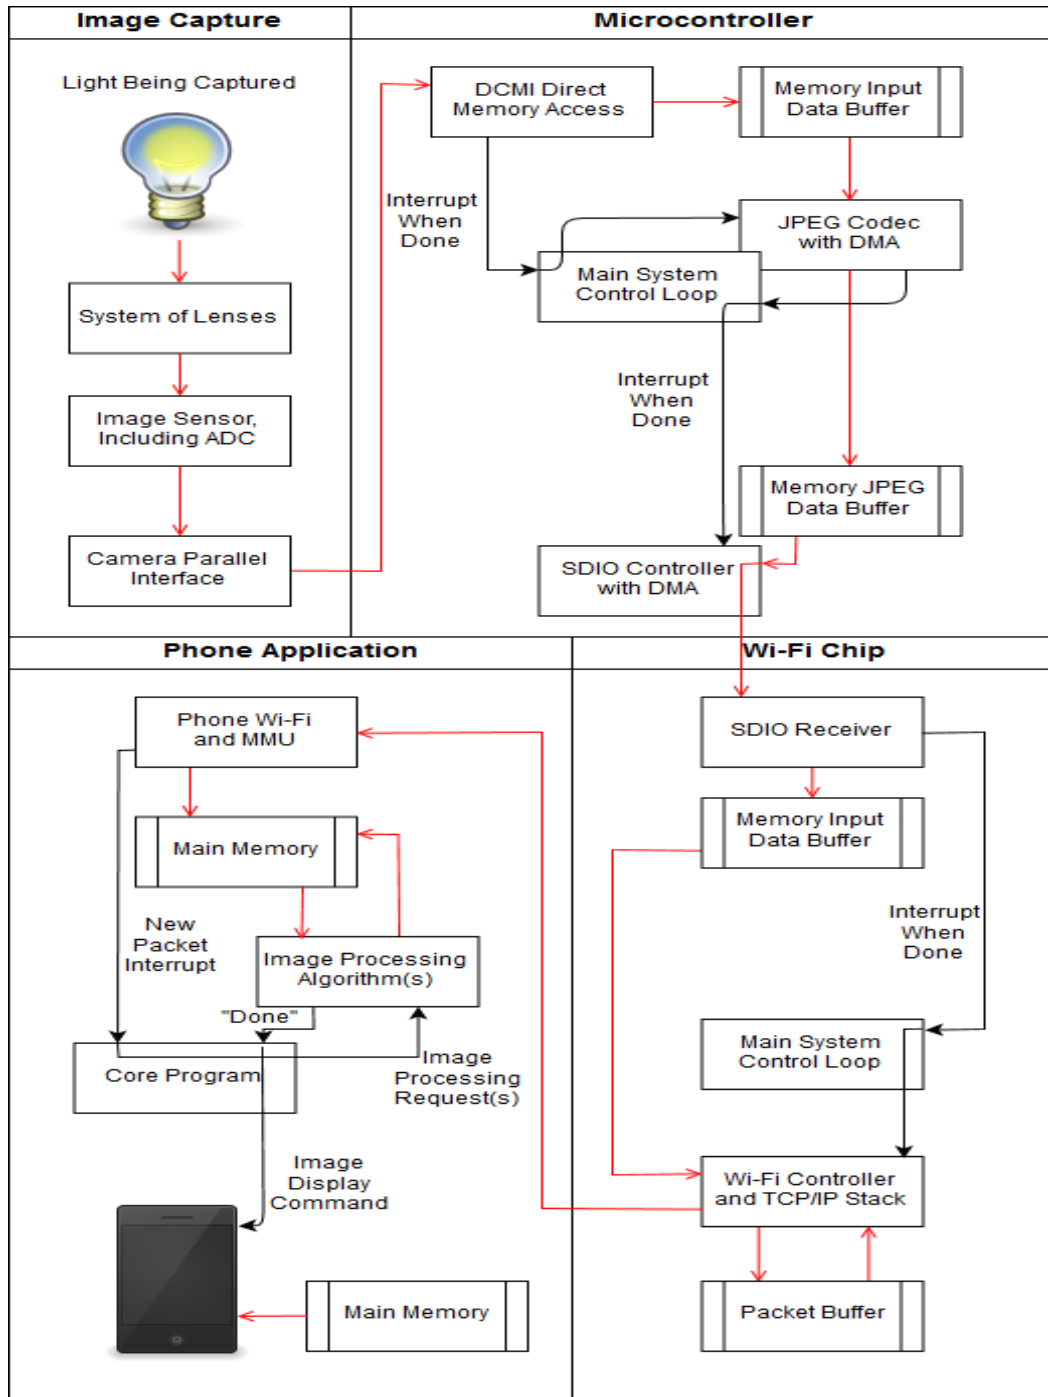 Image Capture
Microcontroller
Light Being Captured
System of Lenses
Image Sensor,
Including ADC
Camera Parallel
Interface
DCMI Direct
Memory Access
Memory Input
Data Buffer
Interrupt
When
Done
JPEG Codec
with DMA
Main System
Control Loop
Interrupt
When
Done
Memory JPEG
Data Buffer
SDIO Controller
with DMA
Phone Application
Wi-Fi Chip
Phone Wi-Fi
and MMU
Main Memory
New
Packet
Interrupt
Image Processing
Algorithm(s)
"Done"
Core Program
Image
Processing
Request(s)
Image
Display
Command
Main Memory
SDIO Receiver
Memory Input
Data Buffer
Interrupt
When
Done
Main System
Control Loop
Wi-Fi Controller
and TCP/IP Stack
Packet Buffer